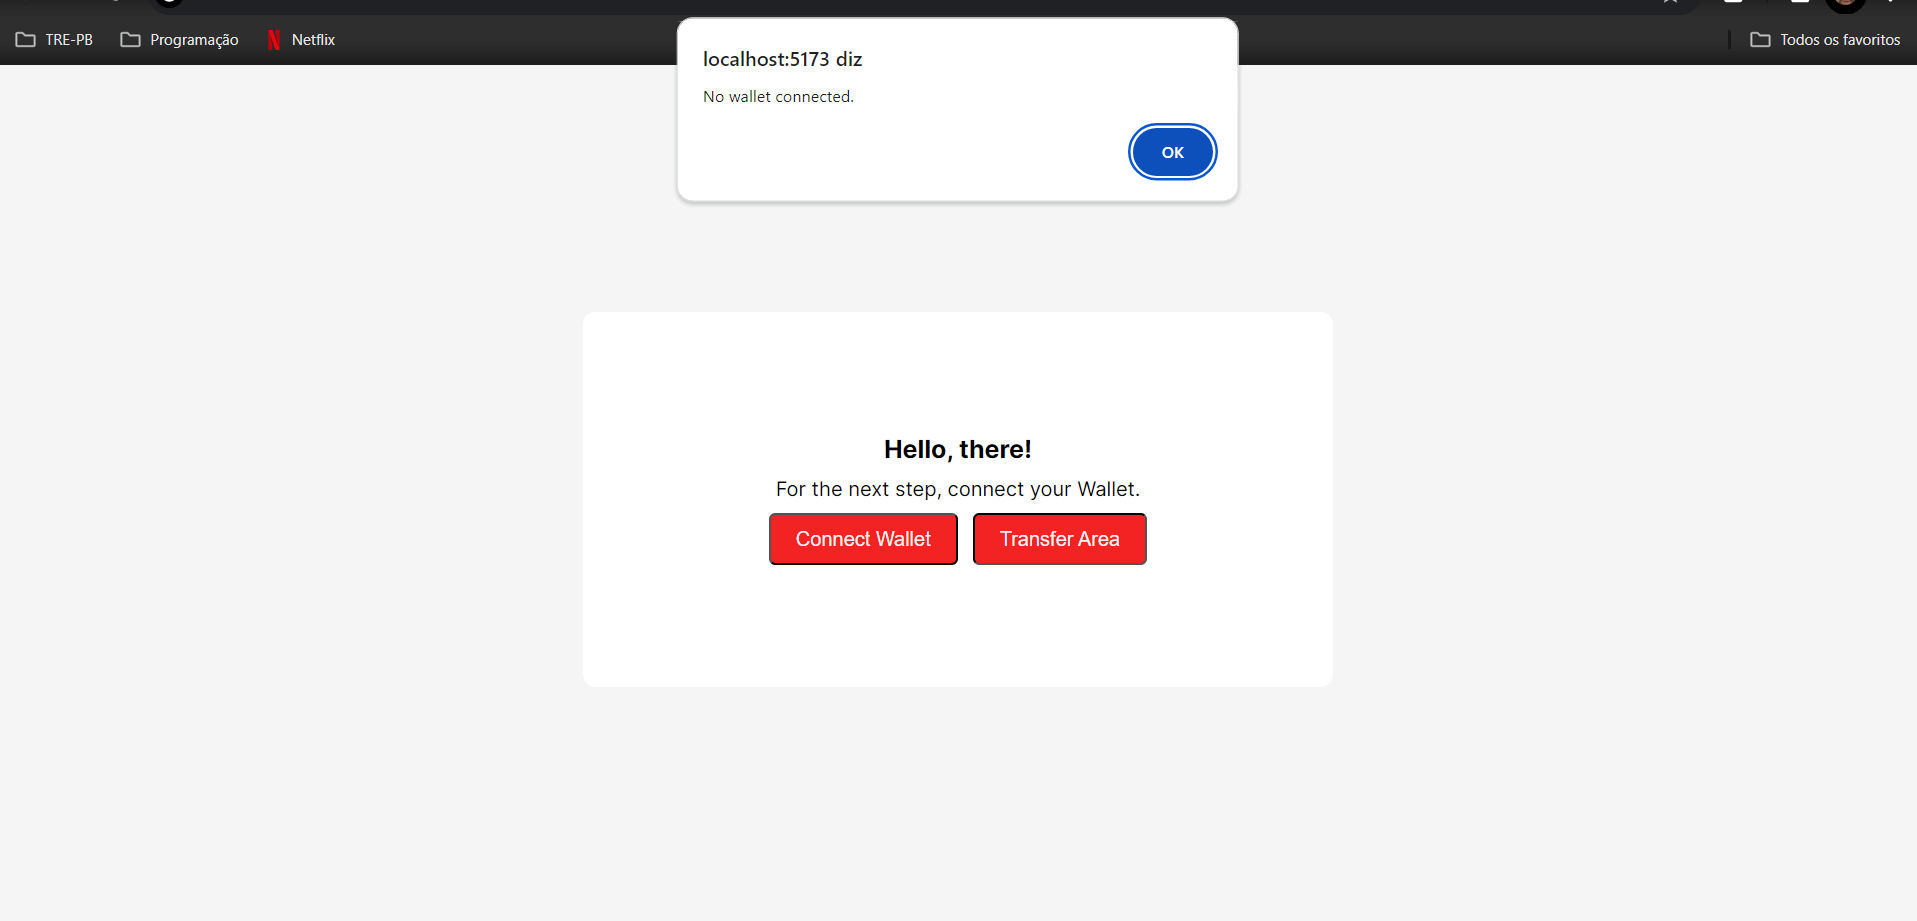 TRE-PB Programação Netflix Todos os favoritos
localhost:5173 diz
No wallet connected.
OK
Hello, there!
For the next step, connect your Wallet.
Connect Wallet Transfer Area